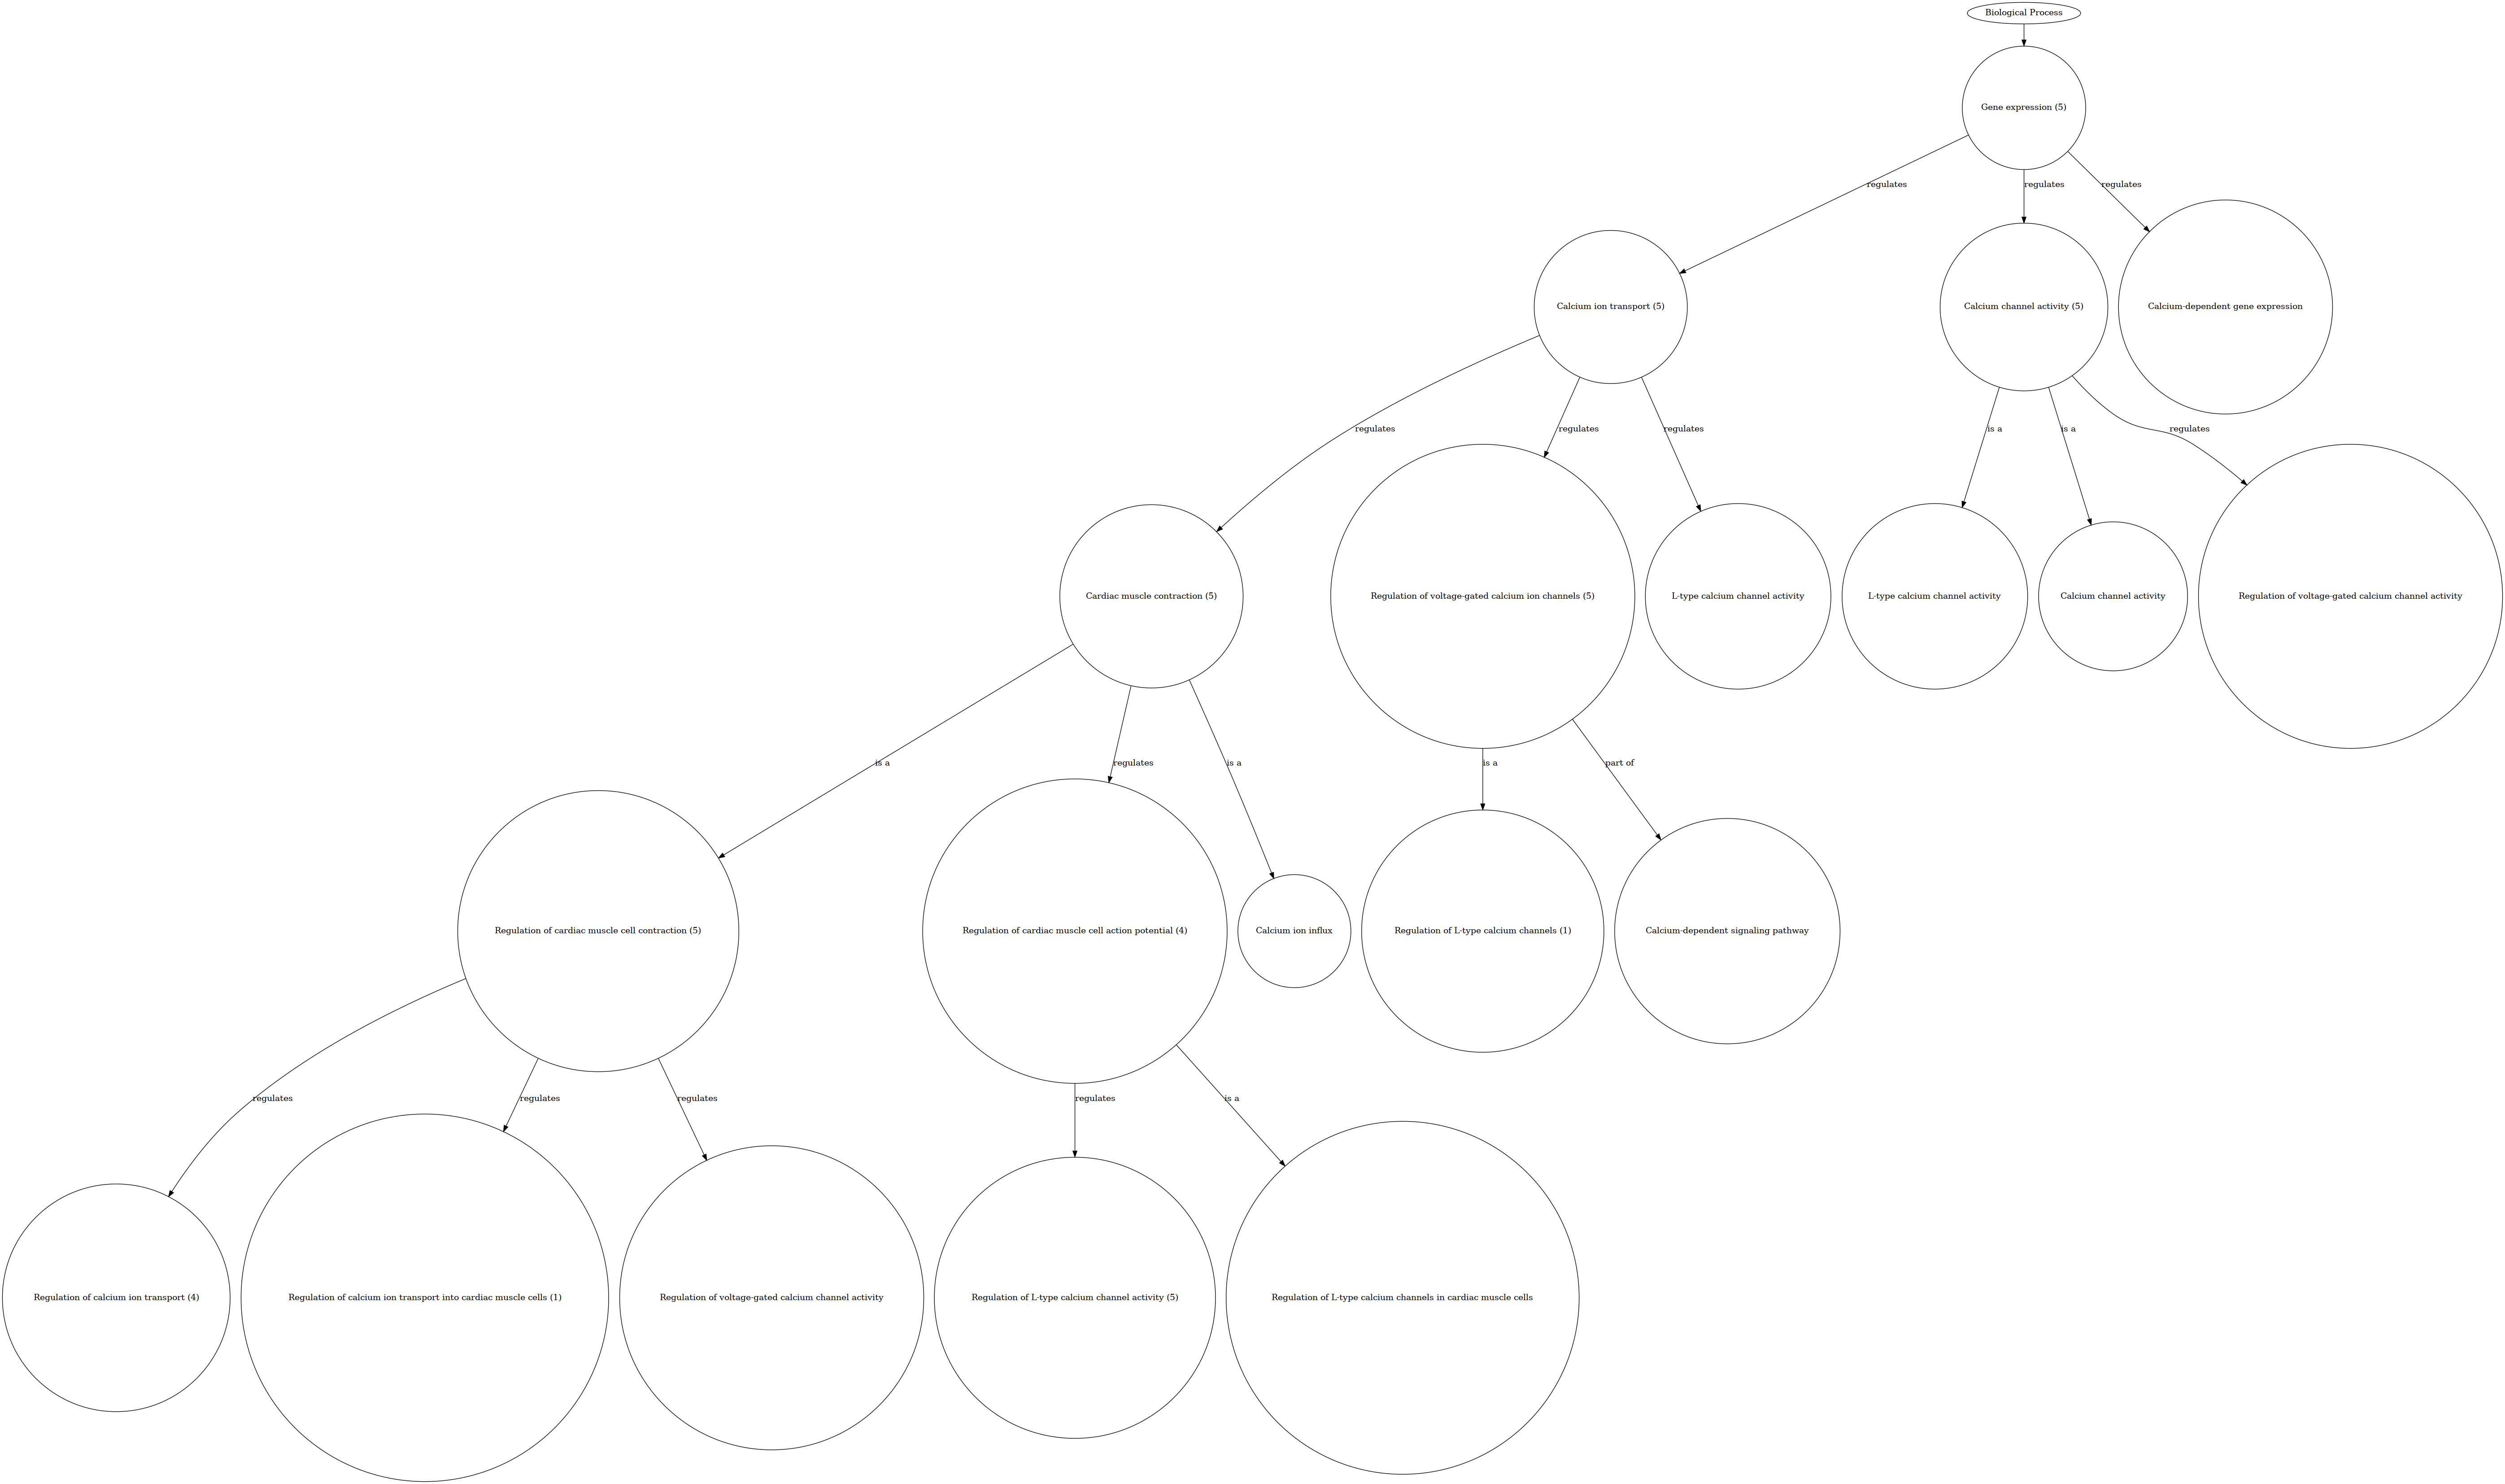 Biological Process
Gene expression (5)
regulates
regulates
regulates
Calcium ion transport (5)
Calcium channel activity (5)
Calcium-dependent gene expression
regulates
regulates
regulates
is a
is a
regulates
Cardiac muscle contraction (5)
Regulation of voltage-gated calcium ion channels (5)
L-type calcium channel activity
L-type calcium channel activity
Calcium channel activity
Regulation of voltage-gated calcium channel activity
is a
regulates
is a
is a
part of
Regulation of cardiac muscle cell contraction (5)
Regulation of cardiac muscle cell action potential (4)
Calcium ion influx
Regulation of L-type calcium channels (1)
Calcium-dependent signaling pathway
regulates
regulates
regulates
regulates
is a
Regulation of calcium ion transport (4)
Regulation of calcium ion transport into cardiac muscle cells (1)
Regulation of voltage-gated calcium channel activity
Regulation of L-type calcium channel activity (5)
Regulation of L-type calcium channels in cardiac muscle cells